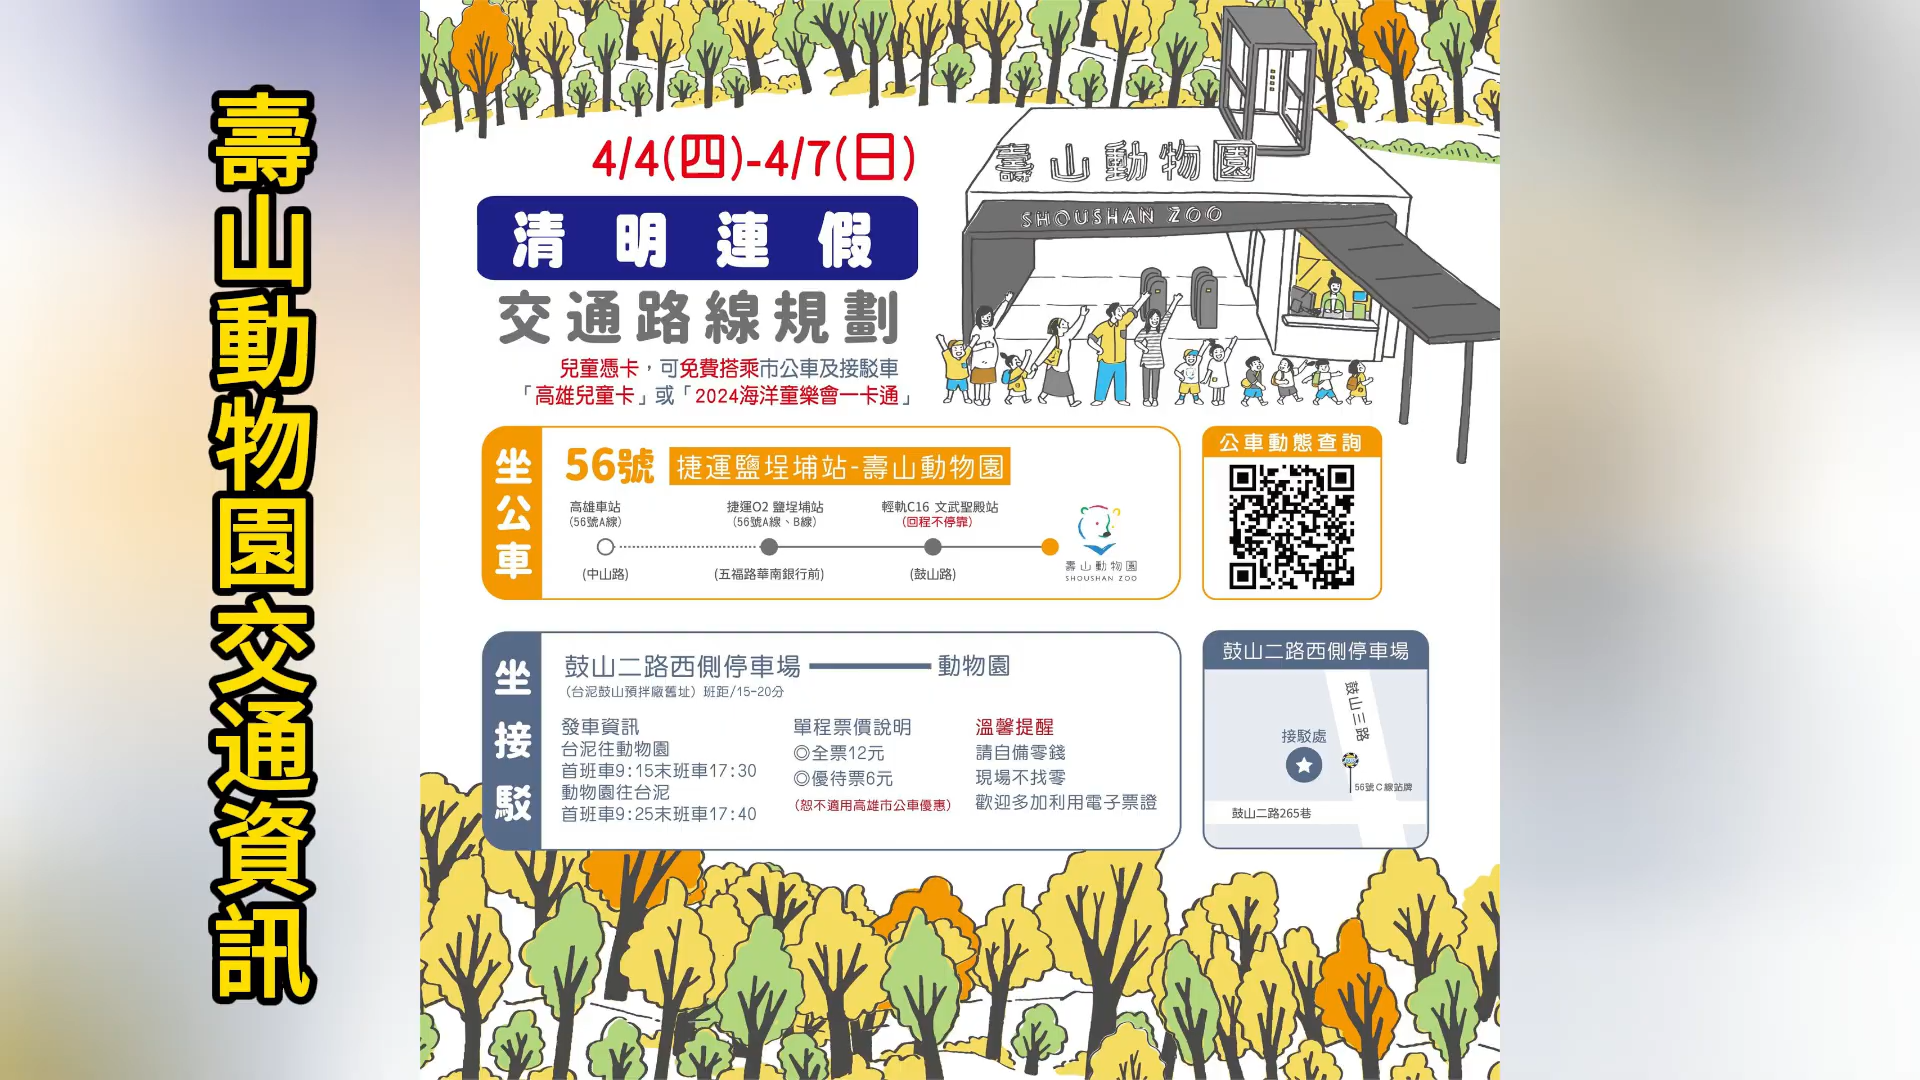 壽山動物園交通資訊
4/4(四)-4/7(日)
清明連假
交通路線規劃
兒童憑卡，可免費搭乘市公車及接駁車
「高雄兒童卡」或「2024海洋童樂會一卡通」
壽山動物園
SHOUSHAN ZOO
坐公車
56號 捷運鹽埕埔站-壽山動物園
高雄車站
(56號A線)
(中山路)
捷運O2 鹽埕埔站
(56號A線、B線)
(五福路華南銀行前)
輕軌C16 文武聖殿站
(回程不停靠)
(鼓山路)
壽山動物園
SHOUSHAN ZOO
公車動態查詢
坐接駁
鼓山二路西側停車場 動物園
(台泥鼓山預拌廠舊址) 班距/15-20分
發車資訊
台泥往動物園
首班車9:15末班車17:30
動物園往台泥
首班車9:25末班車17:40
單程票價說明
◎全票12元
◎優待票6元
(恕不適用高雄市公車優惠)
溫馨提醒
請自備零錢
現場不找零
歡迎多加利用電子票證
鼓山二路西側停車場
鼓山三路
接駁處
56號C線站牌
鼓山二路265巷